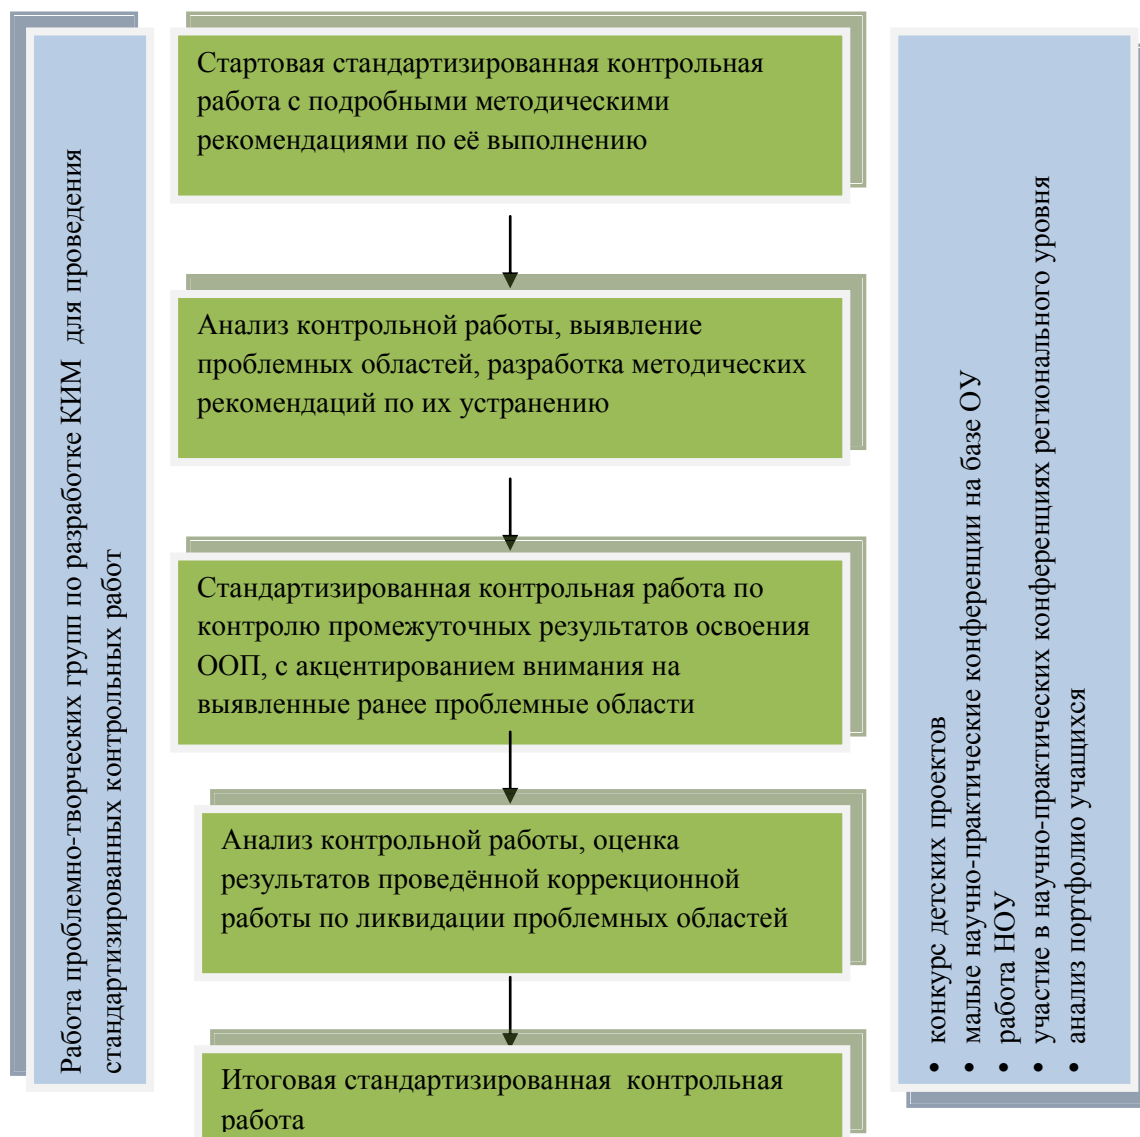 Работа проблемно-творческих групп по разработке КИМ  для проведения
стандартизированных контрольных работ
Стартовая стандартизированная контрольная
работа с подробными методическими
рекомендациями по её выполнению
Анализ контрольной работы, выявление
проблемных областей, разработка методических
рекомендаций по их устранению
Стандартизированная контрольная работа по
контролю промежуточных результатов освоения
ООП, с акцентированием внимания на
выявленные ранее проблемные области
Анализ контрольной работы, оценка
результатов проведённой коррекционной
работы по ликвидации проблемных областей
Итоговая стандартизированная  контрольная
работа
• конкурс детских проектов
• малые научно-практические конференции на базе ОУ
• работа НОУ
• участие в научно-практических конференциях регионального уровня
• анализ портфолио учащихся